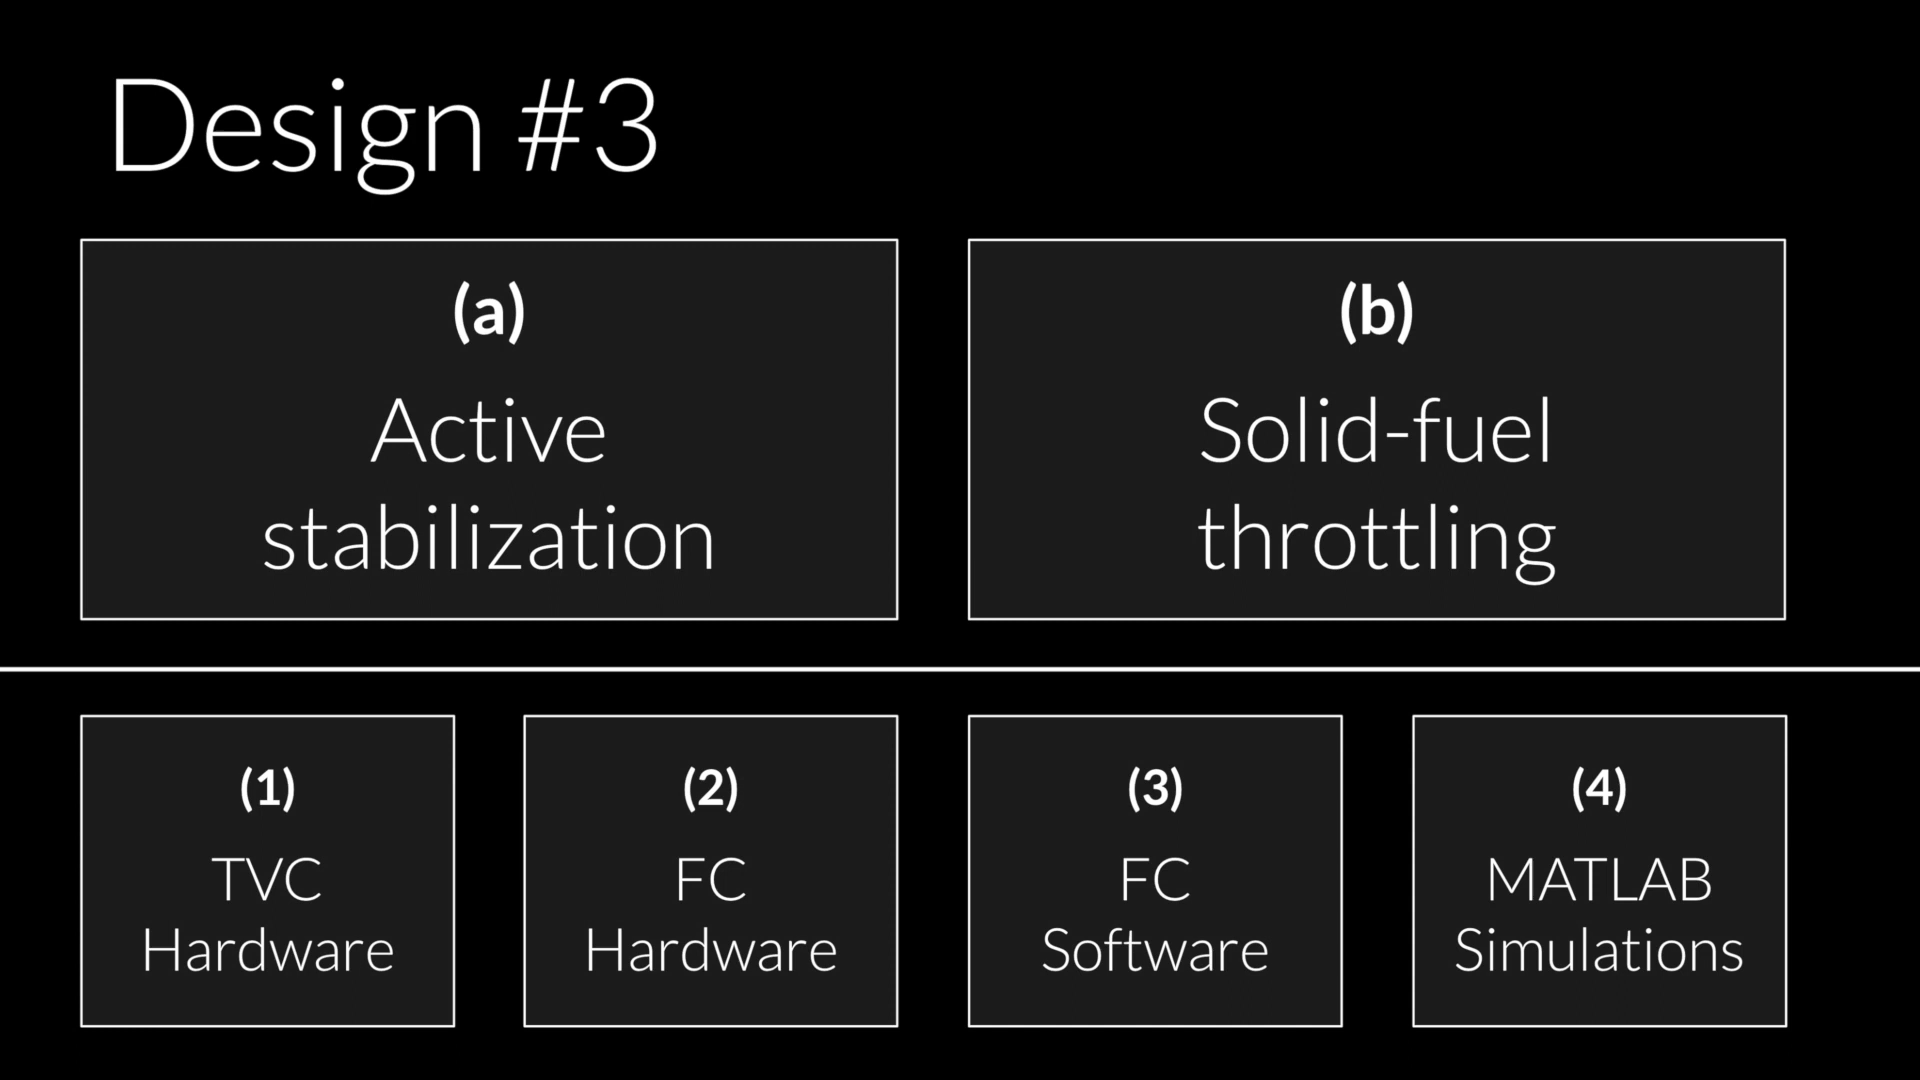 Design #3
(a)
Active
stabilization
(b)
Solid-fuel
throttling
(1)
TVC
Hardware
(2)
FC
Hardware
(3)
FC
Software
(4)
MATLAB
Simulations